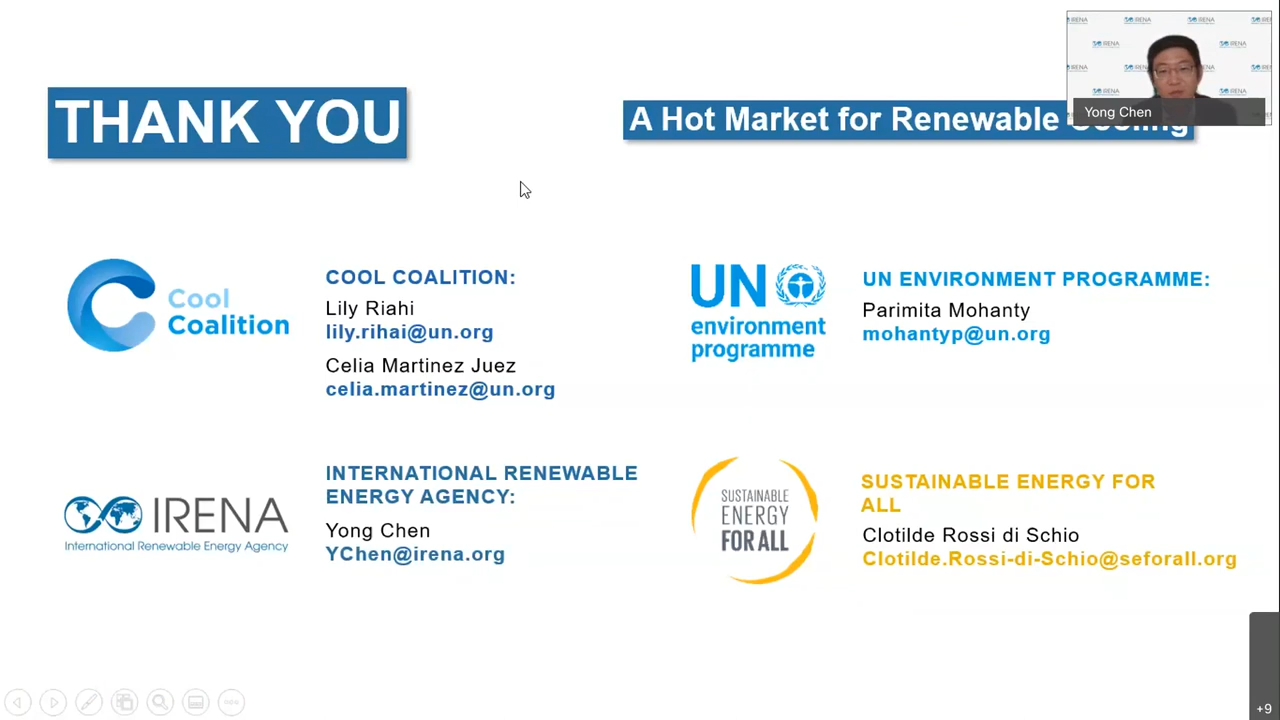 THANK YOU
A Hot Market for Renewable
Yong Chen
Cool
Coalition
COOL COALITION:
Lily Riahi
lily.rihai@un.org
Celia Martinez Juez
celia.martinez@un.org
UN
environment
programme
UN ENVIRONMENT PROGRAMME:
Parimita Mohanty
mohantyp@un.org
IRENA
International Renewable Energy Agency
INTERNATIONAL RENEWABLE
ENERGY AGENCY:
Yong Chen
YChen@irena.org
SUSTAINABLE
ENERGY
FOR ALL
SUSTAINABLE ENERGY FOR
ALL
Clotilde Rossi di Schio
Clotilde.Rossi-di-Schio@seforall.org
+9